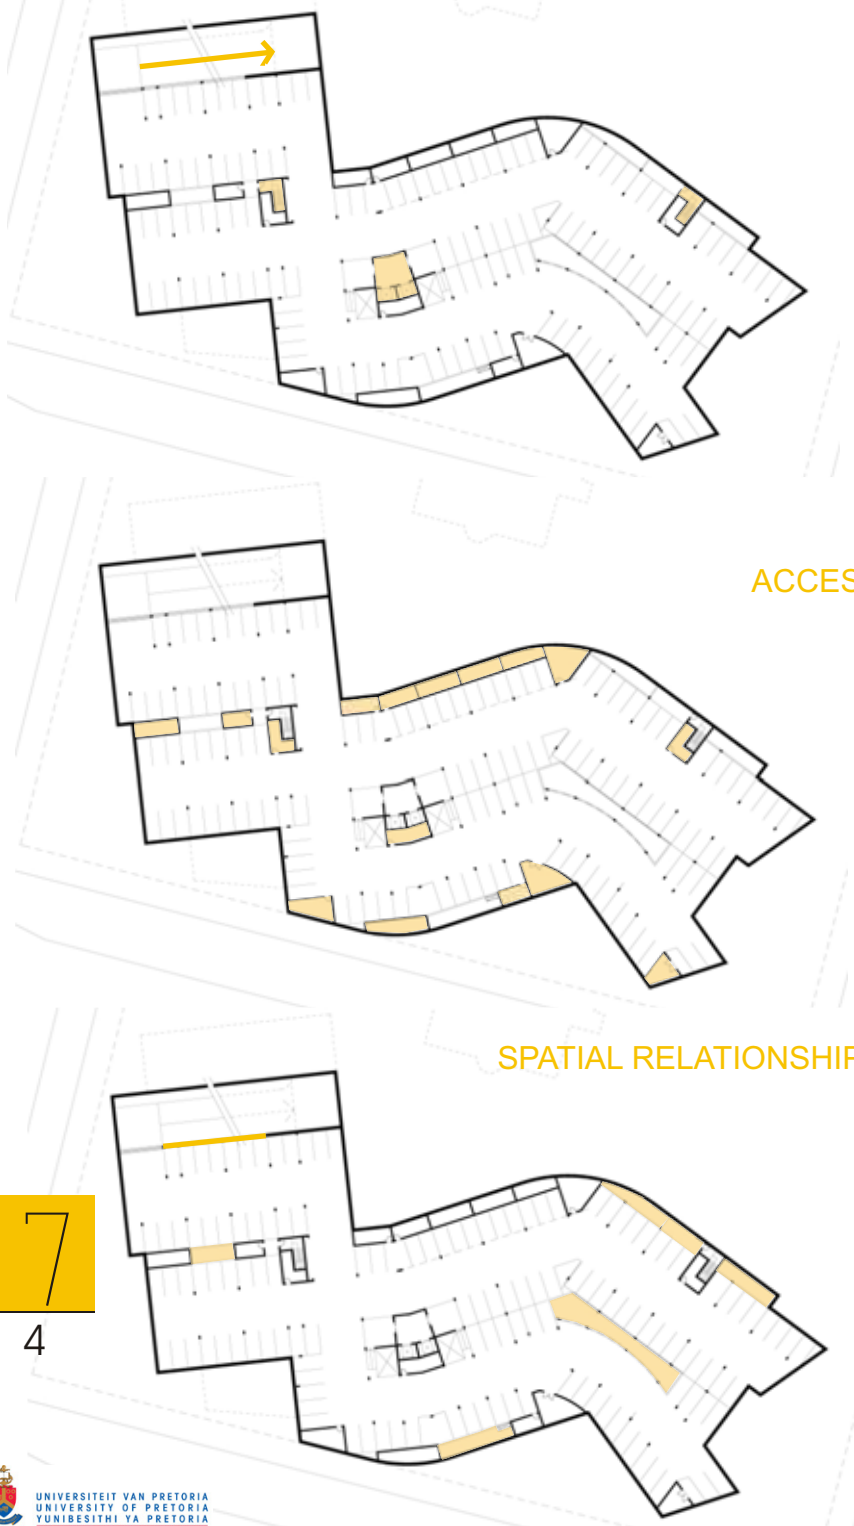 ACCES
SPATIAL RELATIONSHIP
7
4
UNIVERSITEIT VAN PRETORIA
UNIVERSITY OF PRETORIA
YUNIBESITHI YA PRETORIA